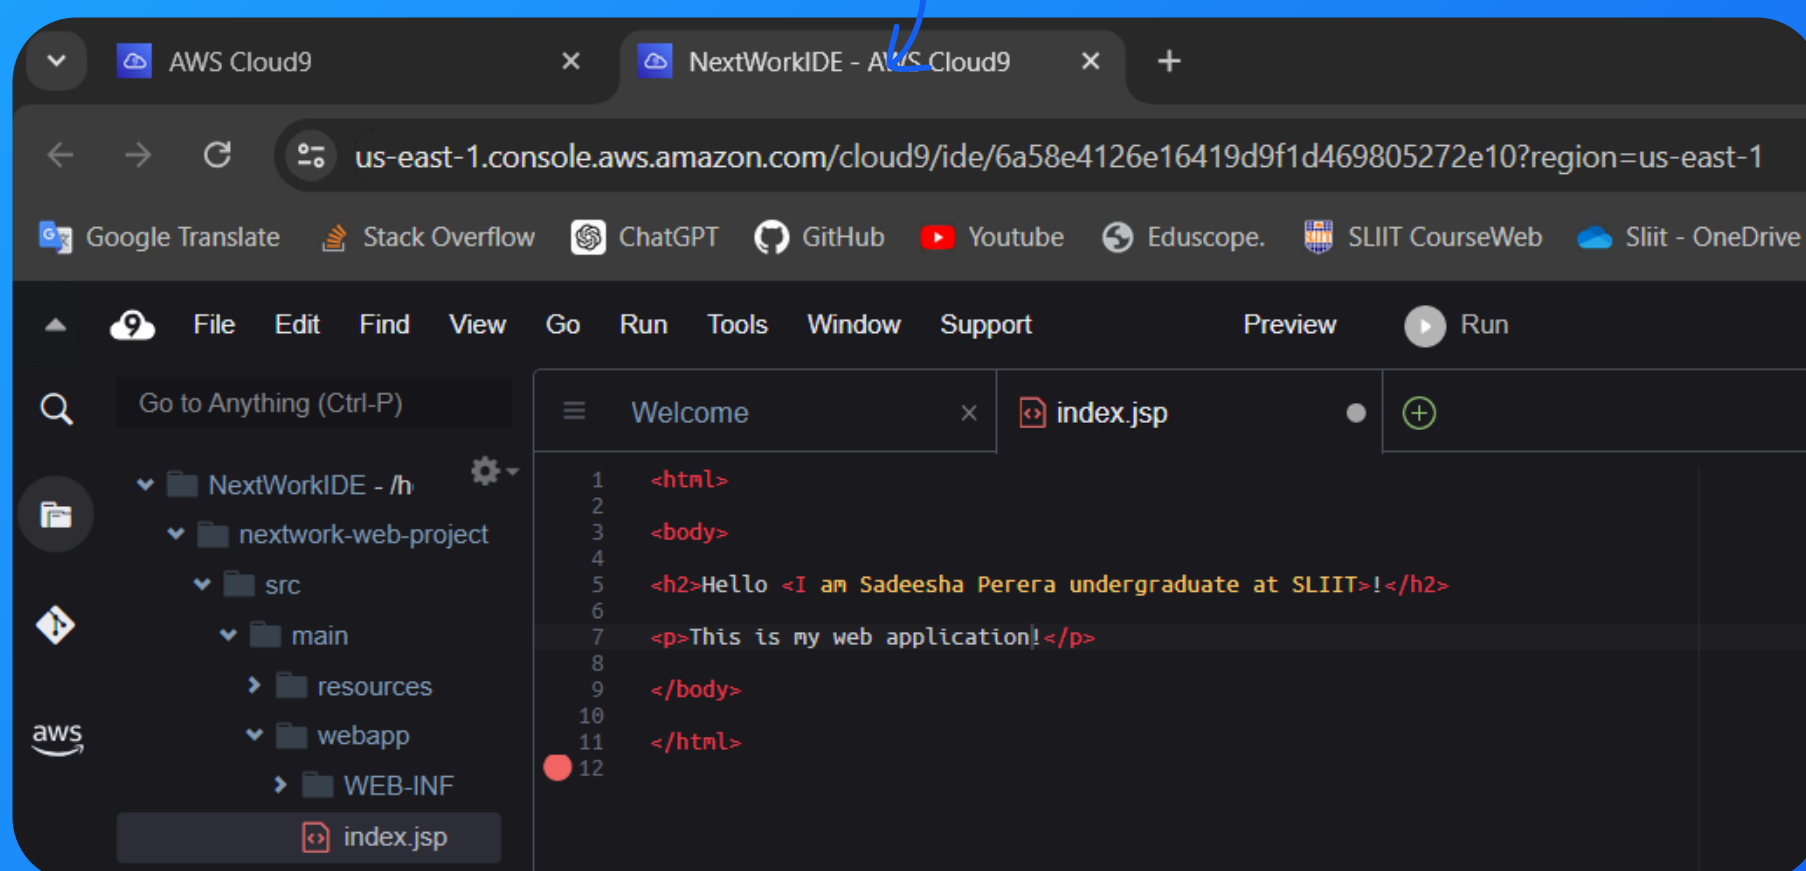 AWS Cloud9
NextWorkIDE - AWS Cloud9
us-east-1.console.aws.amazon.com/cloud9/ide/6a58e4126e16419d9f1d469805272e10?region=us-east-1
Google Translate Stack Overflow ChatGPT GitHub Youtube Eduscope. SLIIT CourseWeb Sliit - OneDrive
9 File Edit Find View Go Run Tools Window Support Preview Run
Go to Anything (Ctrl-P)
Welcome index.jsp
NextWorkIDE - /h
nextwork-web-project
src
main
resources
webapp
WEB-INF
index.jsp
aws
1 <html>
2
3 <body>
4
5 <h2>Hello <I am Sadeesha Perera undergraduate at SLIIT>!</h2>
6
7 <p>This is my web application!</p>
8
9 </body>
10
11 </html>
12